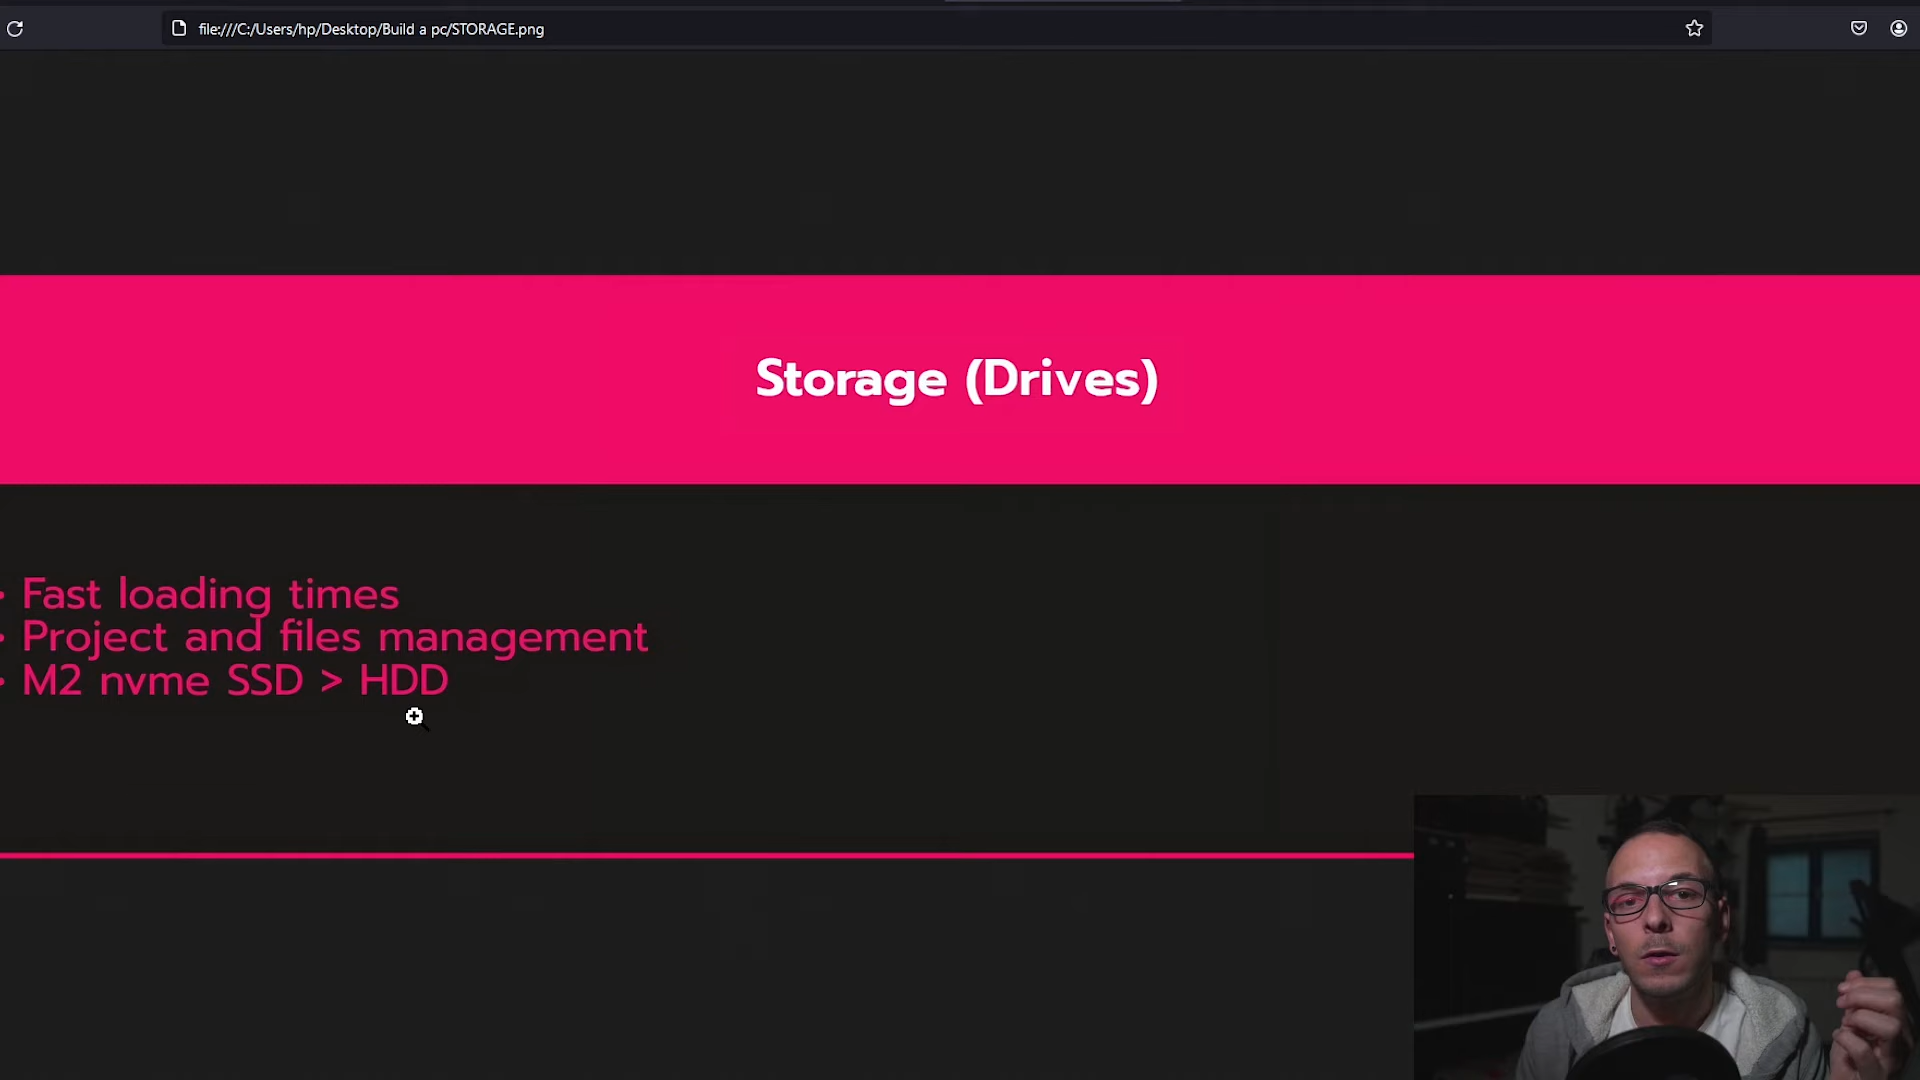 file:///C:/Users/hp/Desktop/Build a pc/STORAGE.png
Storage (Drives)
• Fast loading times
• Project and files management
• M2 nvme SSD > HDD